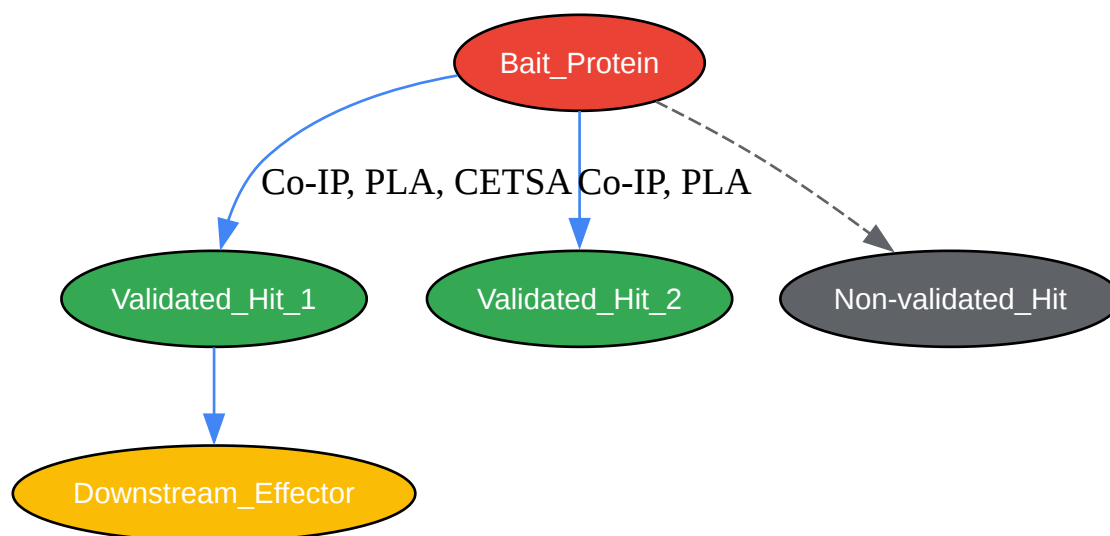 Bait_Protein
Co-IP, PLA, CETSA
Co-IP, PLA
Validated_Hit_1
Validated_Hit_2
Non-validated_Hit
Downstream_Effector